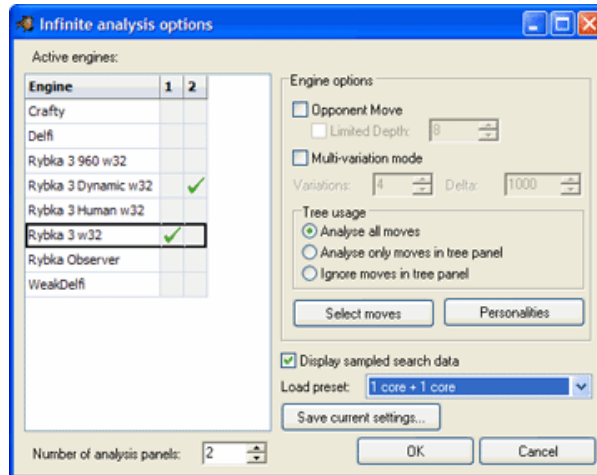 Infinite analysis options
Active engines:
Engine 1 2
Crafty
Delfi
Rybka 3 960 w32
Rybka 3 Dynamic w32
Rybka 3 Human w32
Rybka 3 w32
Rybka Observer
WeakDelfi
Number of analysis panels: 2
Engine options
Opponent Move
Limited Depth: 8
Multi-variation mode
Variations: 4 Delta: 1000
Tree usage
Analyse all moves
Analyse only moves in tree panel
Ignore moves in tree panel
Select moves Personalities
Display sampled search data
Load preset: 1 core + 1 core
Save current settings...
OK Cancel